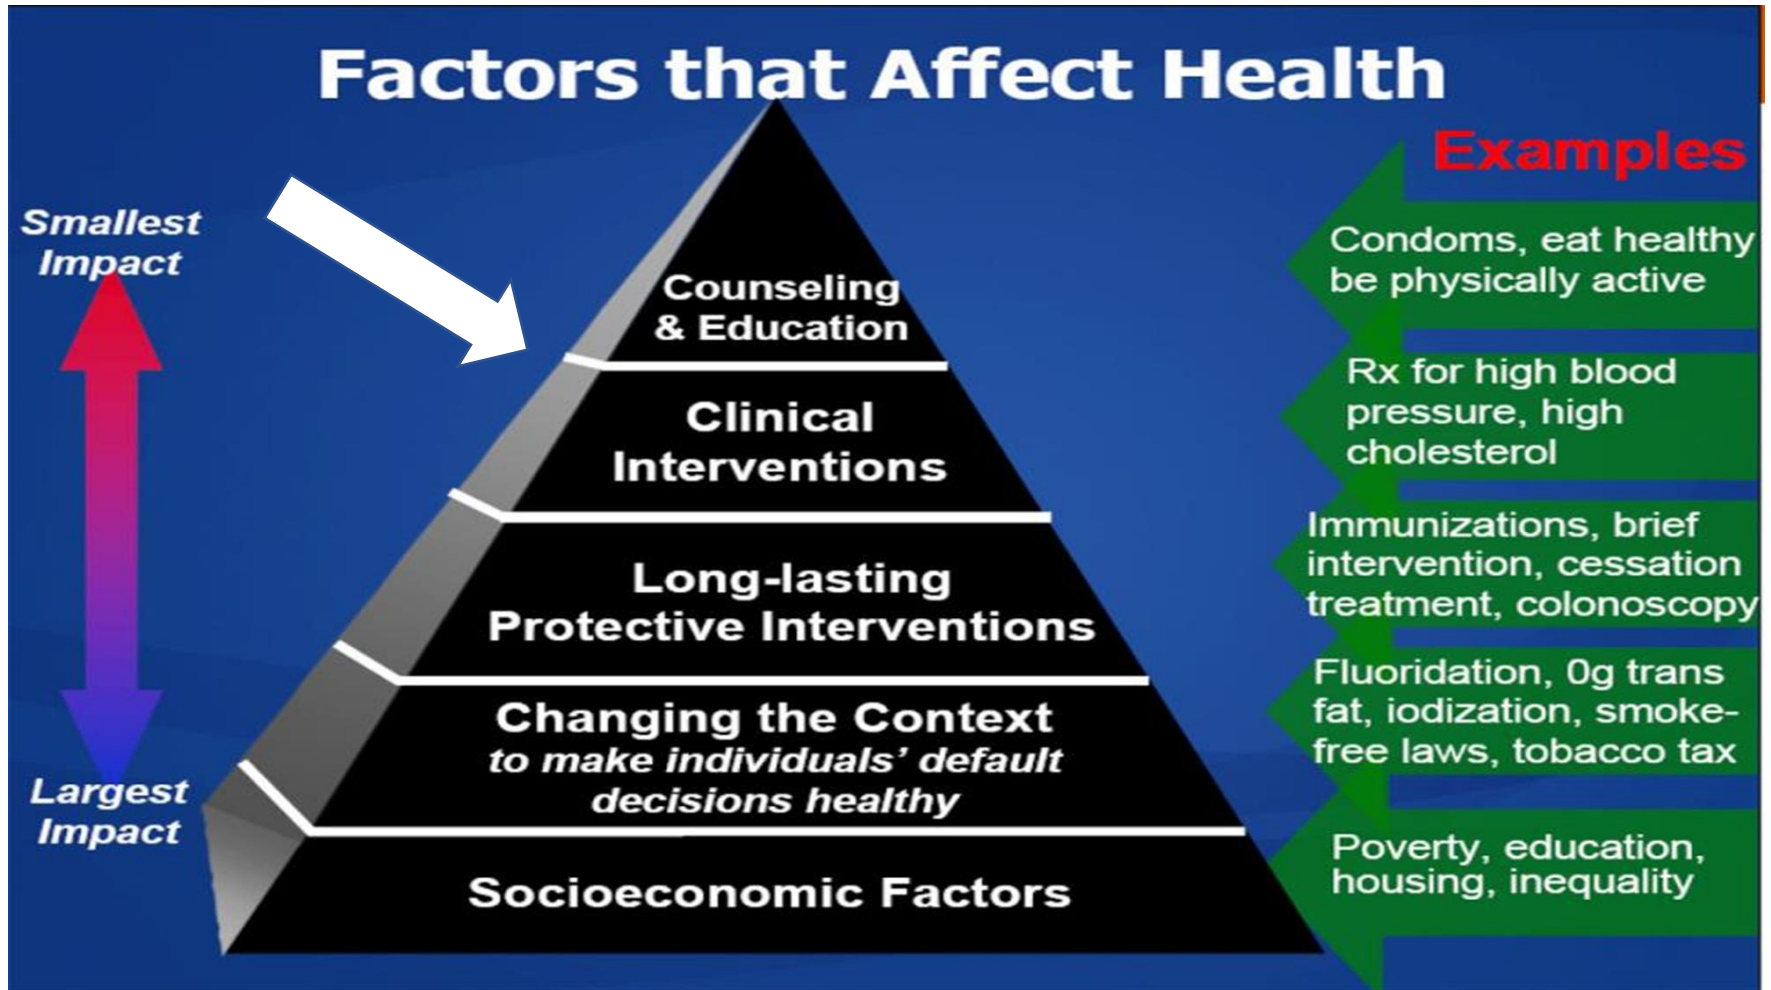 Factors that Affect Health
Examples
Smallest
Impact
Largest
Impact
Counseling
& Education
Clinical
Interventions
Long-lasting
Protective Interventions
Changing the Context
to make individuals’ default
decisions healthy
Socioeconomic Factors
Condoms, eat healthy
be physically active
Rx for high blood
pressure, high
cholesterol
Immunizations, brief
intervention, cessation
treatment, colonoscopy
Fluoridation, 0g trans
fat, iodization, smoke-
free laws, tobacco tax
Poverty, education,
housing, inequality